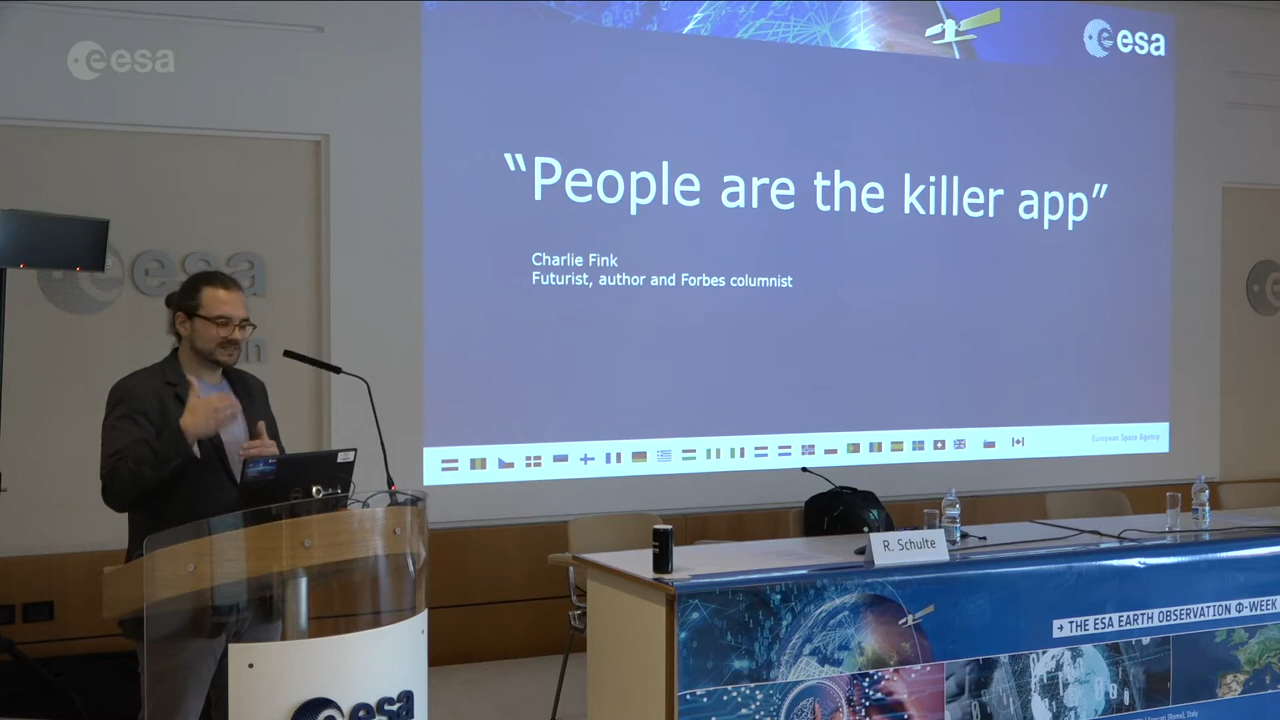 esa
esa
“People are the killer app”
Charlie Fink
Futurist, author and Forbes columnist
European Space Agency
esa
R. Schulte
→ THE ESA EARTH OBSERVATION Φ-WEEK
esa